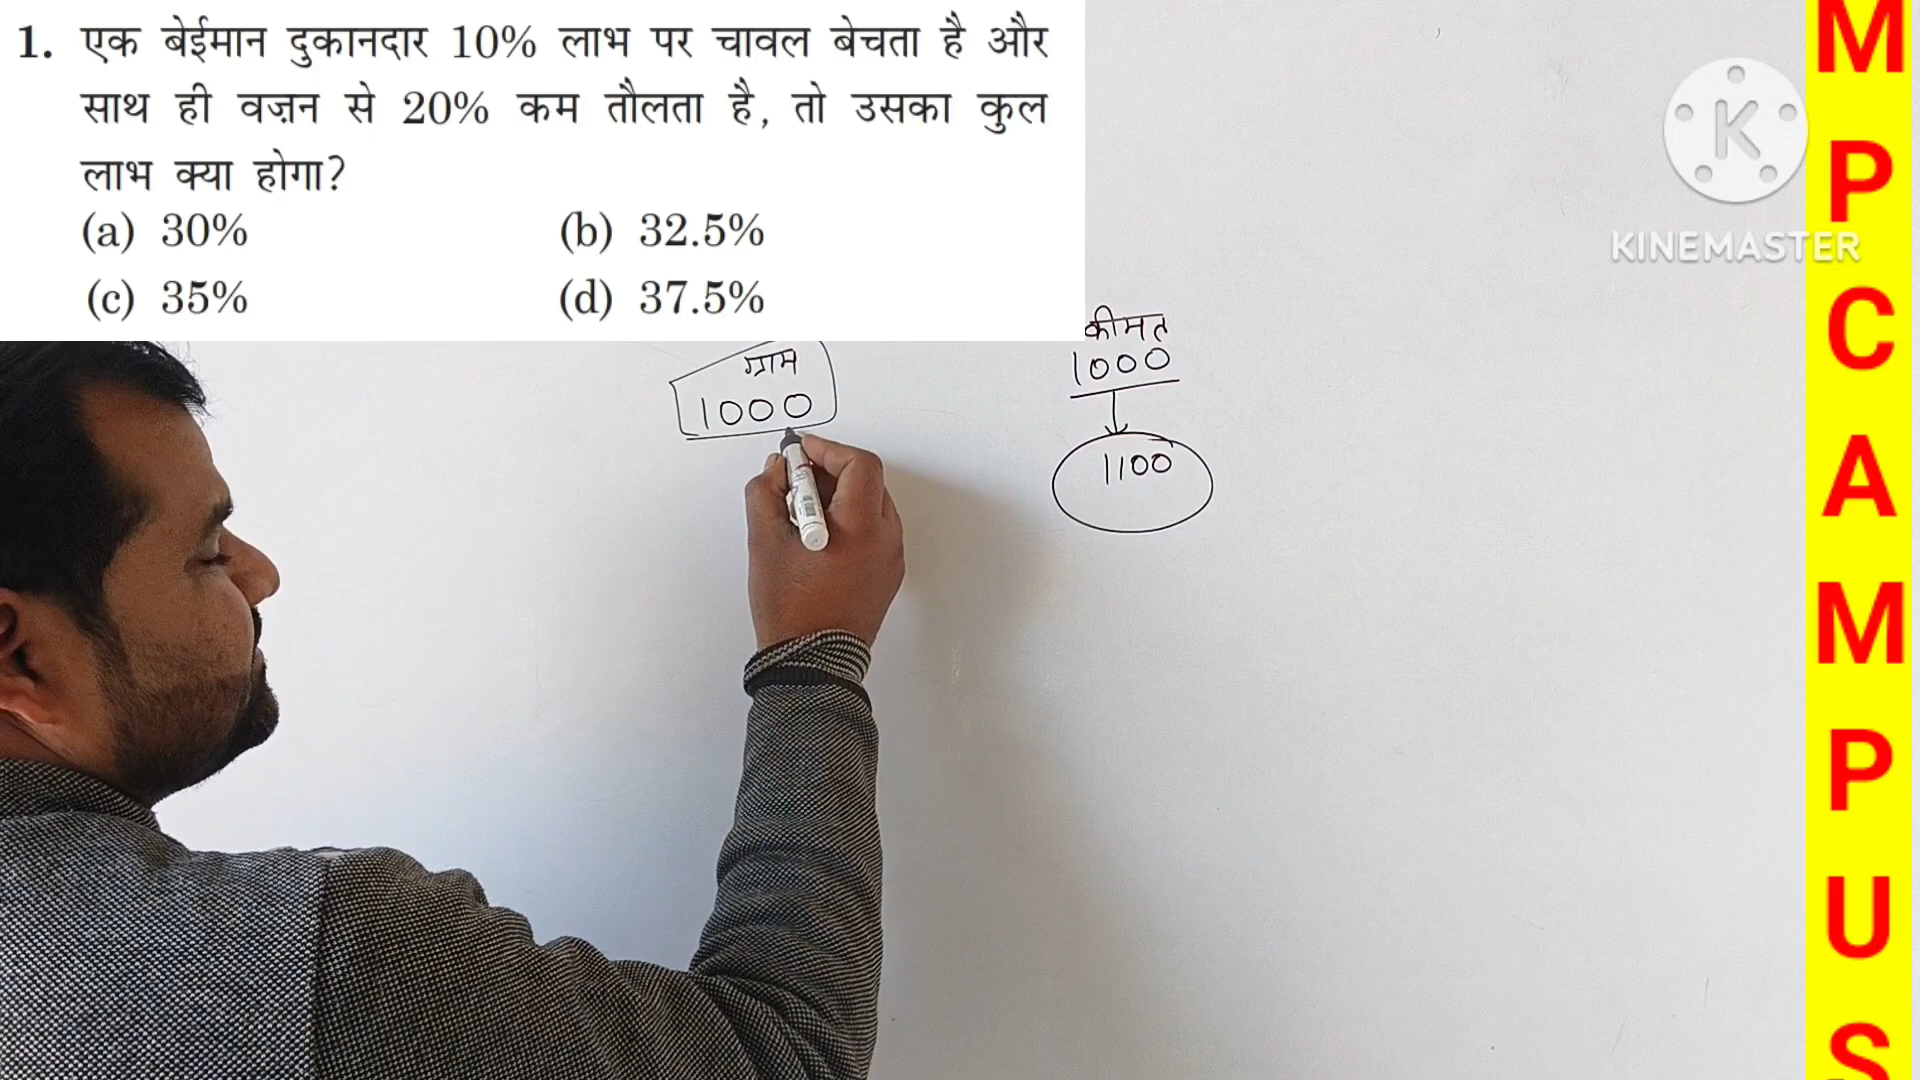 1. एक बेईमान दुकानदार 10% लाभ पर चावल बेचता है और
साथ ही वज़न से 20% कम तौलता है, तो उसका कुल
लाभ क्या होगा?
(a) 30% (b) 32.5%
(c) 35% (d) 37.5%
ग्राम
1000
कीमत
1000
1100
KINEMASTER
M
P
C
A
M
P
U
S